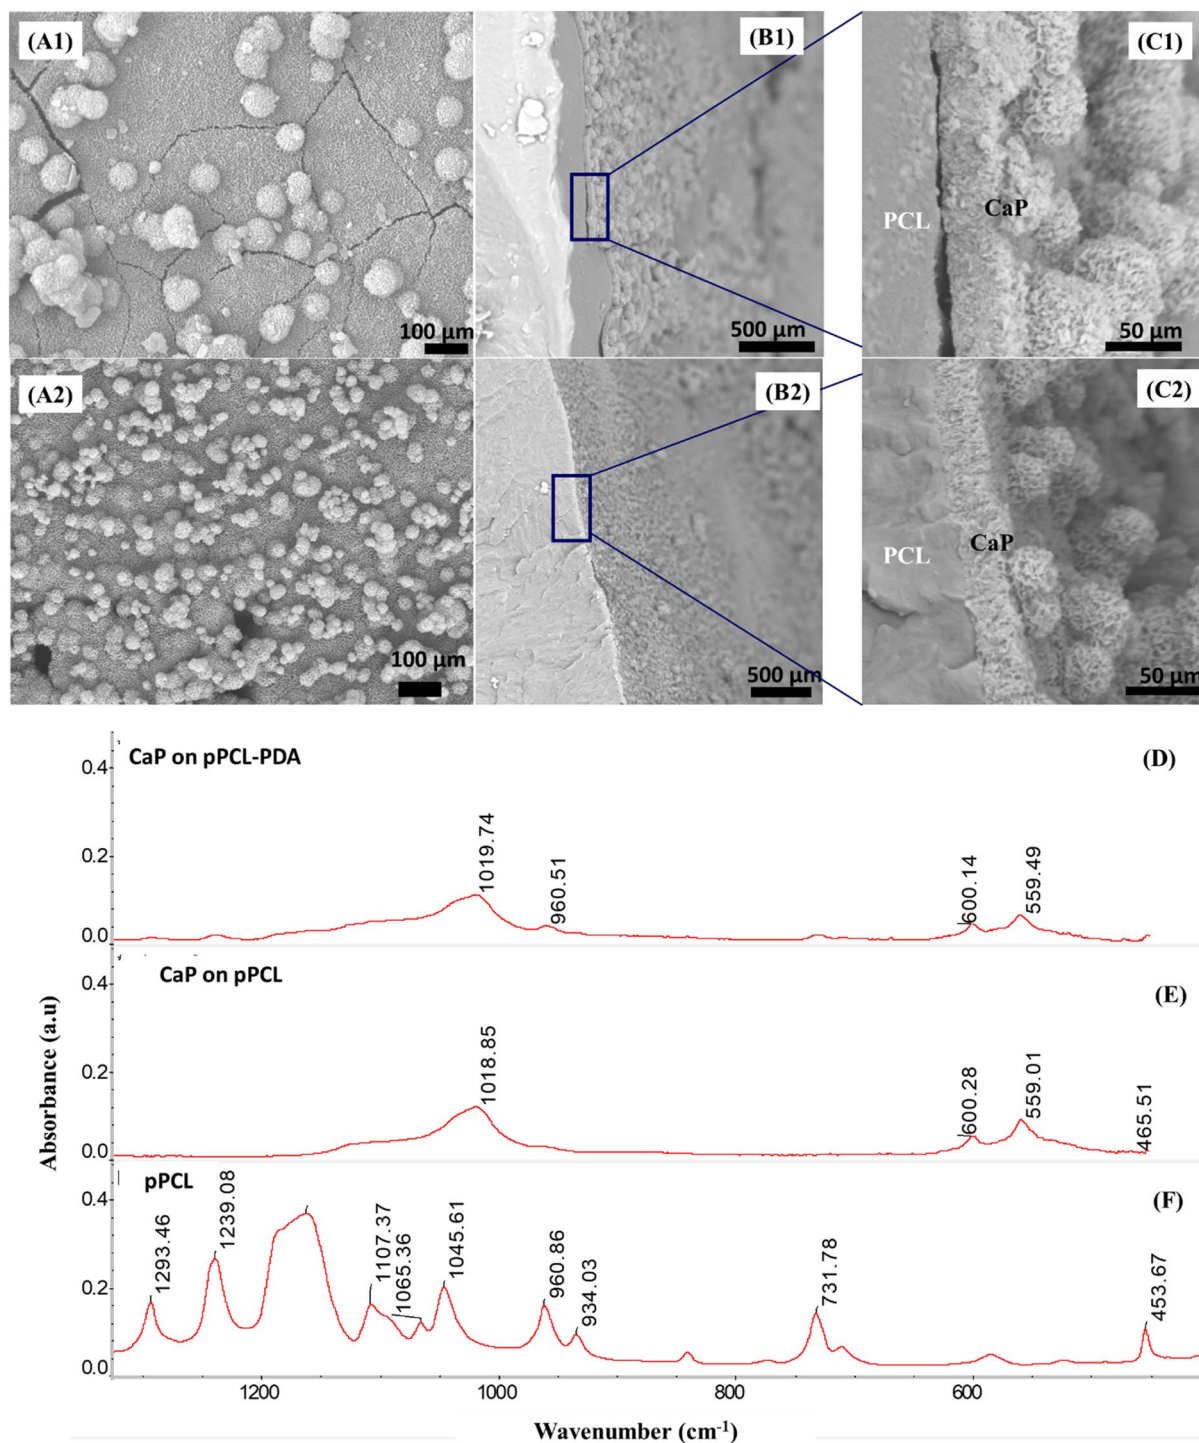 (A1)
(B1)
(C1)
PCL
CaP
100 μm
500 μm
50 μm
(A2)
(B2)
(C2)
PCL
CaP
100 μm
500 μm
50 μm
CaP on pPCL-PDA
(D)
0.4
0.2
0.0
1019.74
960.51
600.14
559.49
CaP on pPCL
(E)
0.4
0.2
0.0
1018.85
600.28
559.01
465.51
pPCL
(F)
0.4
0.2
0.0
1293.46
1239.08
1107.37
1065.36
1045.61
960.86
934.03
731.78
453.67
Absorbance (a.u)
1200
1000
800
600
Wavenumber (cm⁻¹)